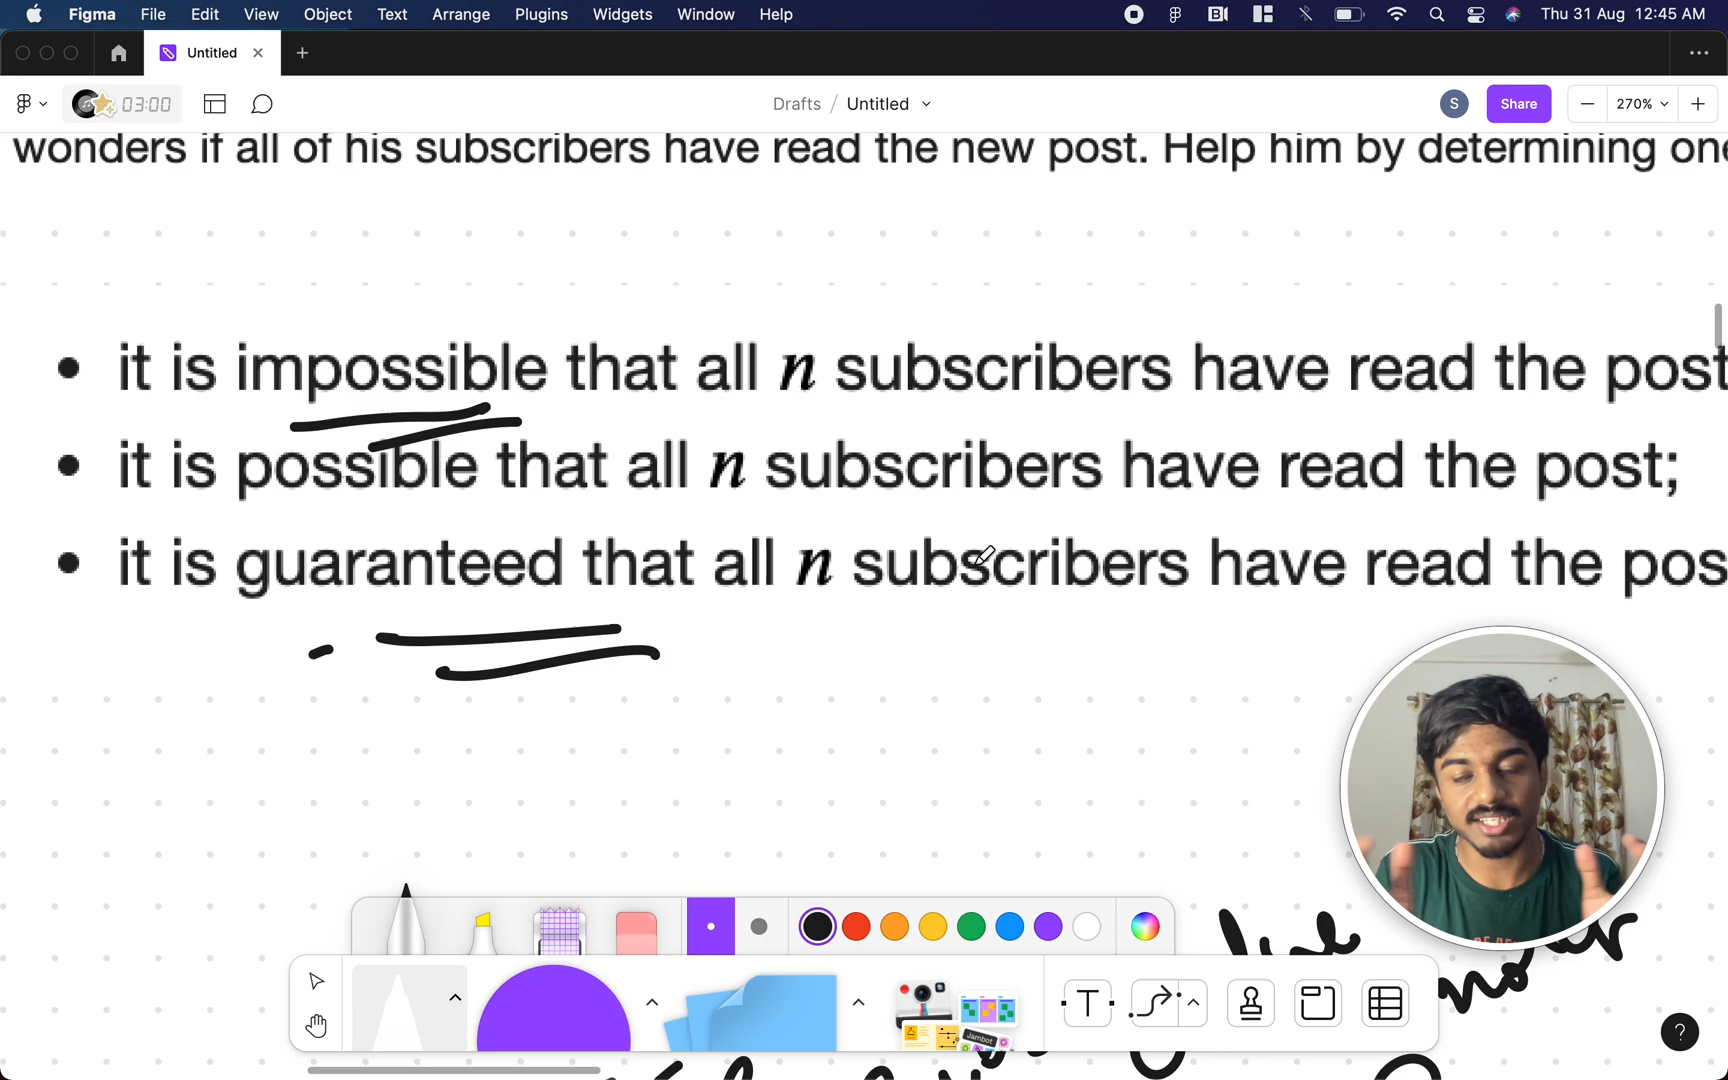 Figma File Edit View Object Text Arrange Plugins Widgets Window Help Thu 31 Aug 12:45 AM
Untitled
03:00 Drafts / Untitled S Share 270%
wonders if all of his subscribers have read the new post. Help him by determining
• it is impossible that all n subscribers have read the post
• it is possible that all n subscribers have read the post;
• it is guaranteed that all n subscribers have read the pos
T
Jambot
?